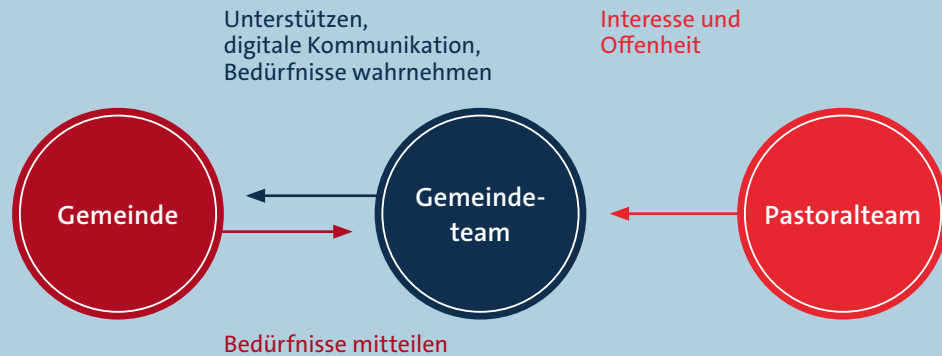 Unterstützen,
digitale Kommunikation,
Bedürfnisse wahrnehmen
Interesse und
Offenheit
Gemeinde
Gemeinde-
team
Pastoralteam
Bedürfnisse mitteilen